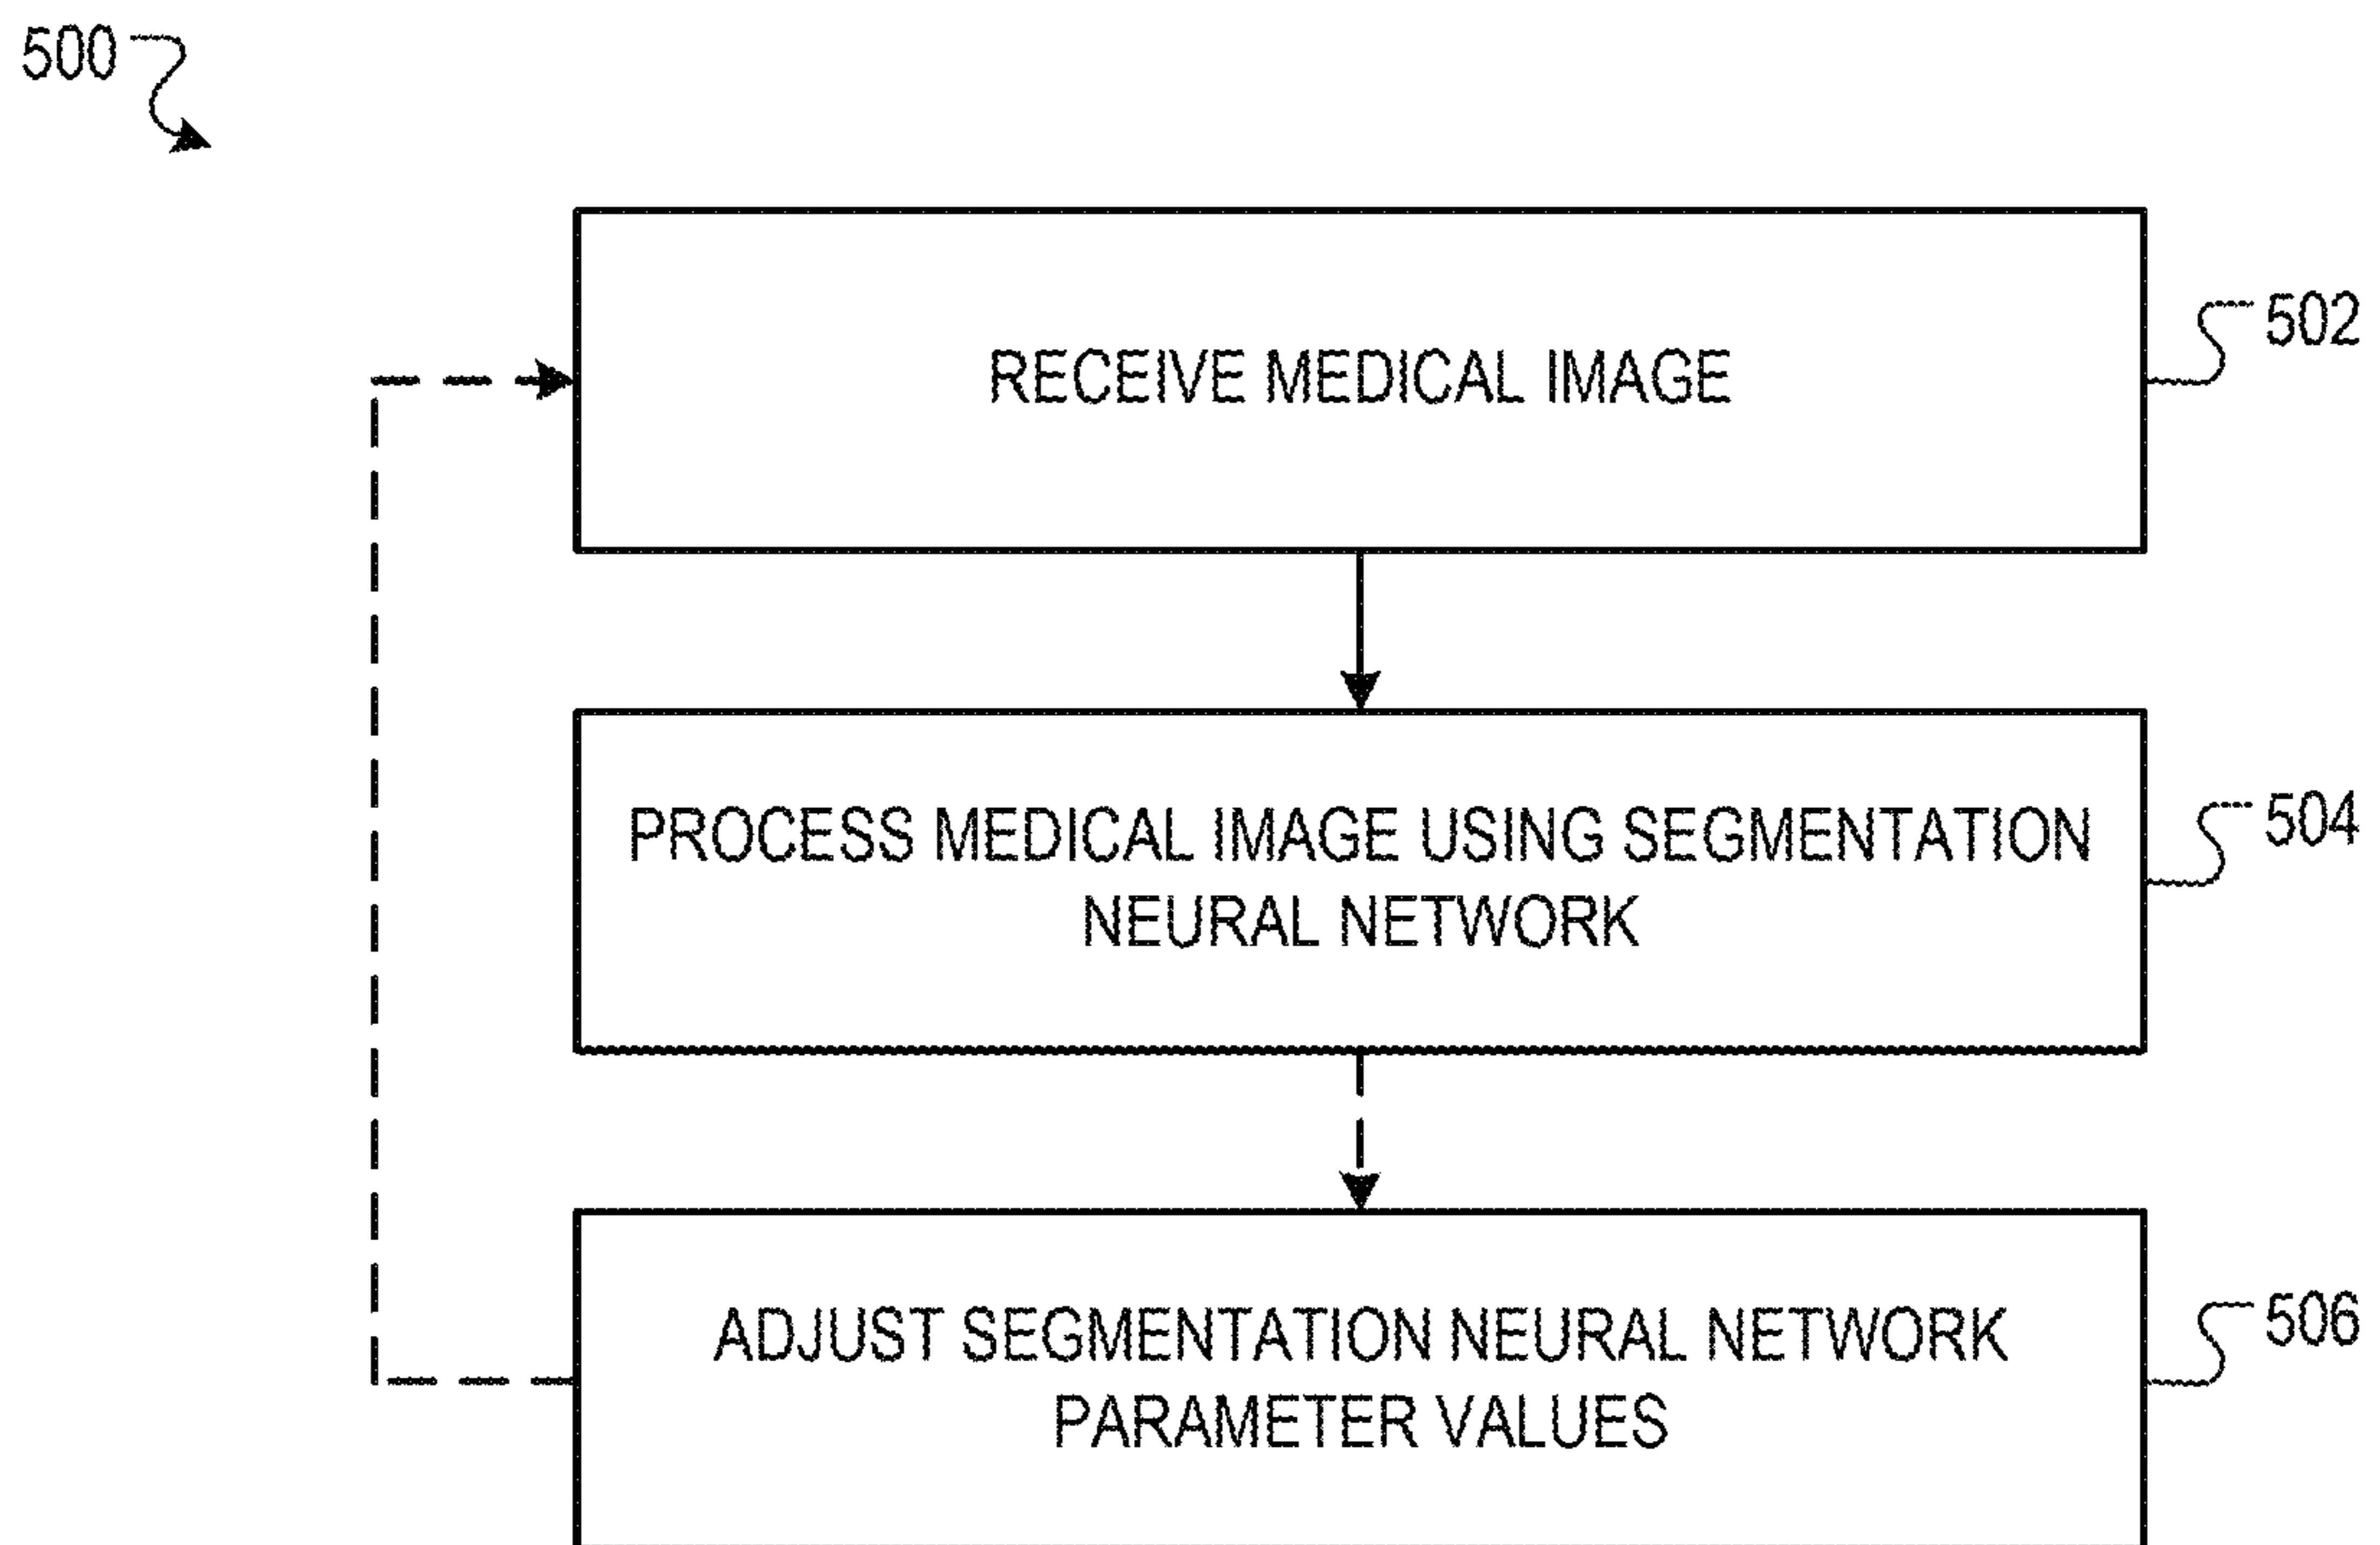 500
RECEIVE MEDICAL IMAGE
502
PROCESS MEDICAL IMAGE USING SEGMENTATION
NEURAL NETWORK
504
ADJUST SEGMENTATION NEURAL NETWORK
PARAMETER VALUES
506